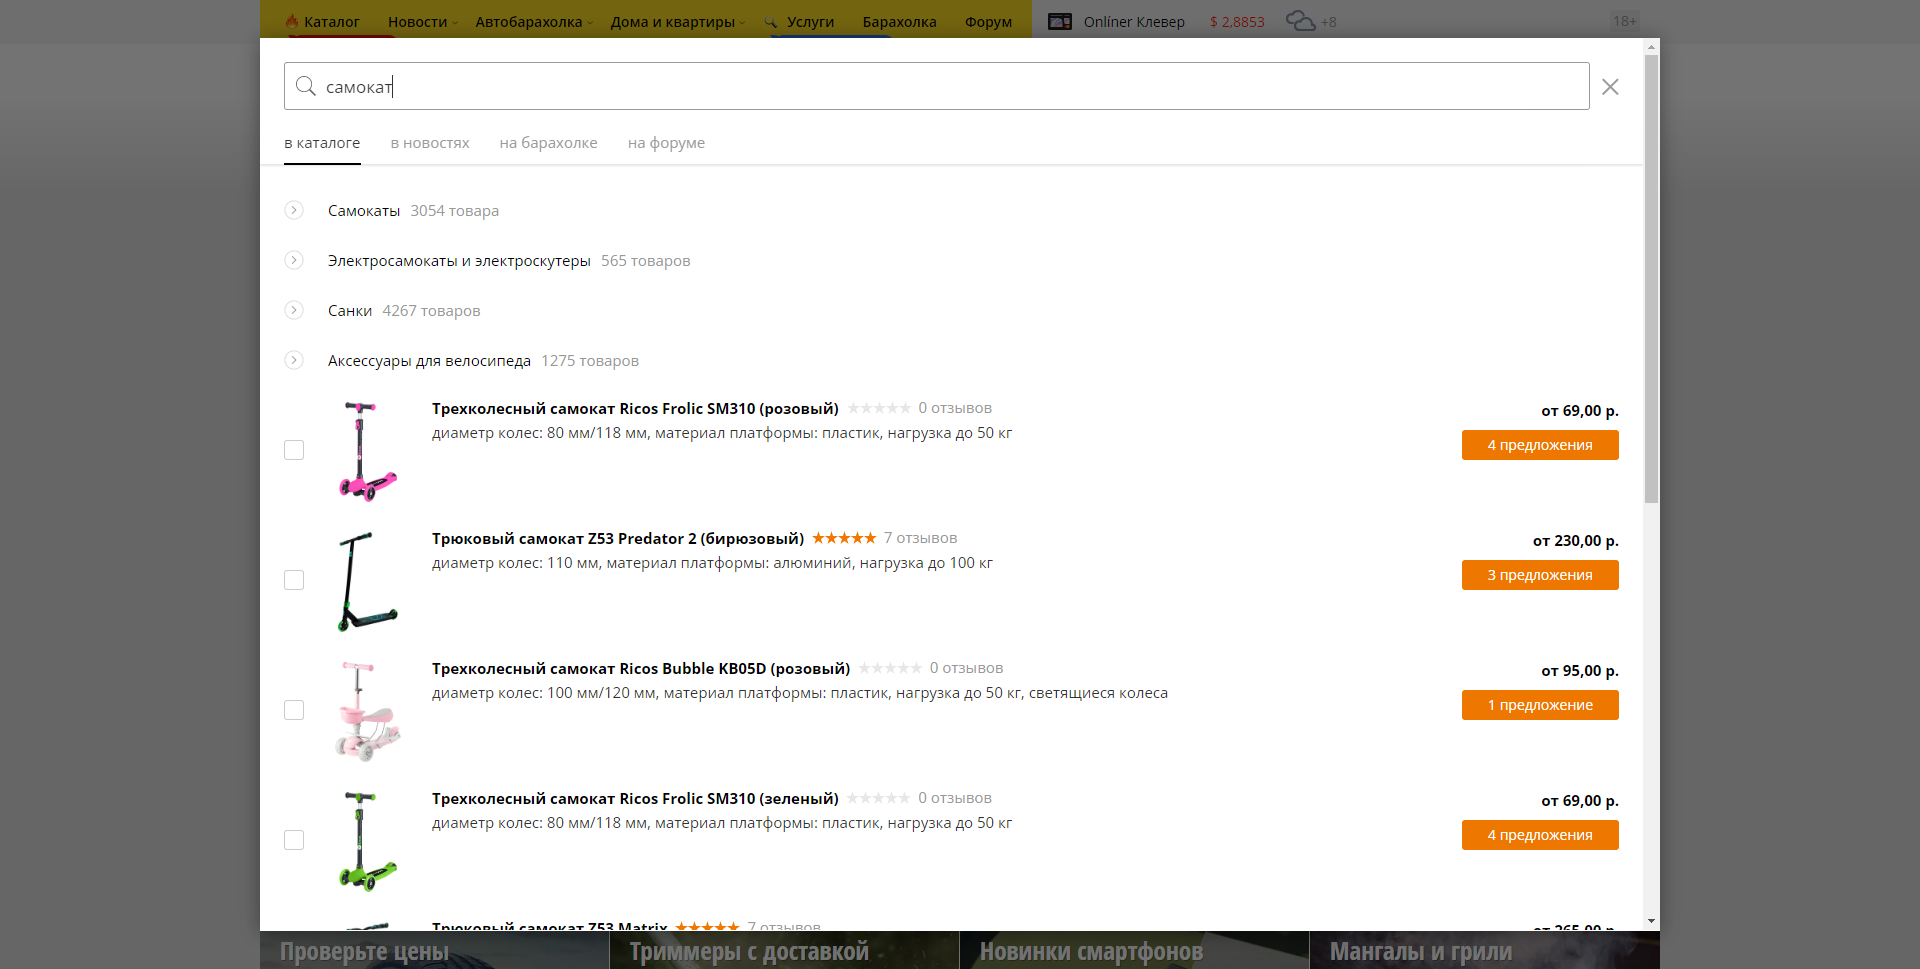 Каталог Новости Автобарахолка Дома и квартиры Услуги Барахолка Форум Onlíner Клевер $ 2,8853 +8 18+
самокат
в каталоге в новостях на барахолке на форуме
Самокаты 3054 товара
Электросамокаты и электроскутеры 565 товаров
Санки 4267 товаров
Аксессуары для велосипеда 1275 товаров
Трехколесный самокат Ricos Frolic SM310 (розовый) 0 отзывов
от 69,00 р.
диаметр колес: 80 мм/118 мм, материал платформы: пластик, нагрузка до 50 кг
4 предложения
Трюковый самокат Z53 Predator 2 (бирюзовый) 7 отзывов
от 230,00 р.
диаметр колес: 110 мм, материал платформы: алюминий, нагрузка до 100 кг
3 предложения
Трехколесный самокат Ricos Bubble KB05D (розовый) 0 отзывов
от 95,00 р.
диаметр колес: 100 мм/120 мм, материал платформы: пластик, нагрузка до 50 кг, светящиеся колеса
1 предложение
Трехколесный самокат Ricos Frolic SM310 (зеленый) 0 отзывов
от 69,00 р.
диаметр колес: 80 мм/118 мм, материал платформы: пластик, нагрузка до 50 кг
4 предложения
Трюковый самокат Z53 Matrix 7 отзывов
от 265,00 р.
Проверьте цены Триммеры с доставкой Новинки смартфонов Мангалы и грили